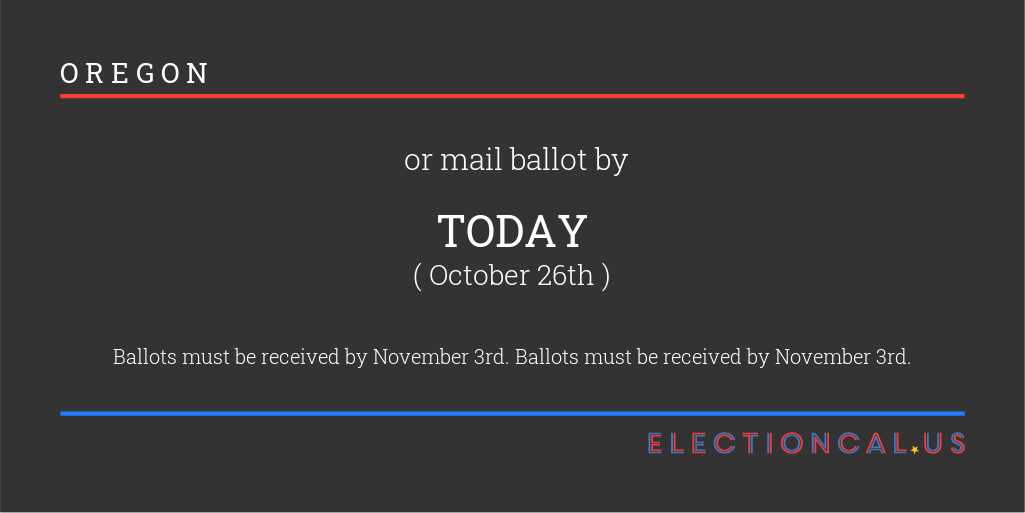 OREGON
or mail ballot by
TODAY
( October 26th )
Ballots must be received by November 3rd. Ballots must be received by November 3rd.
ELECTIONCAL.US